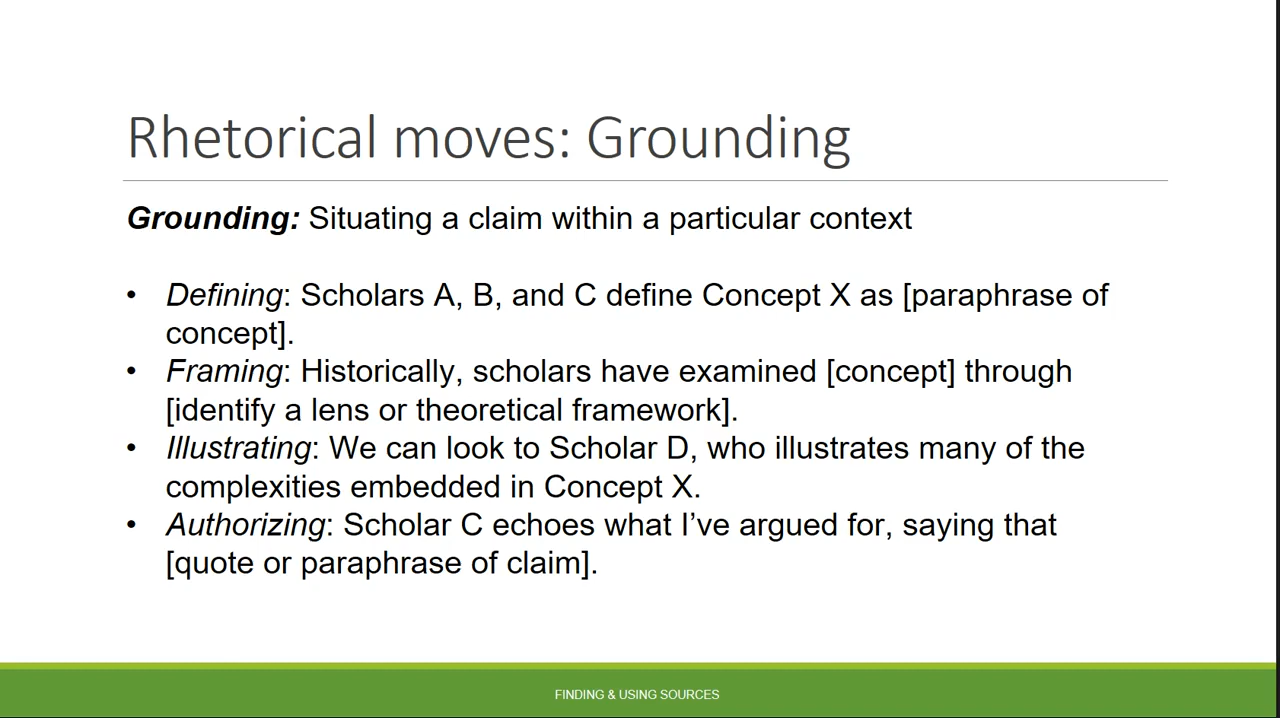 Rhetorical moves: Grounding
Grounding: Situating a claim within a particular context
• Defining: Scholars A, B, and C define Concept X as [paraphrase of
concept].
• Framing: Historically, scholars have examined [concept] through
[identify a lens or theoretical framework].
• Illustrating: We can look to Scholar D, who illustrates many of the
complexities embedded in Concept X.
• Authorizing: Scholar C echoes what I’ve argued for, saying that
[quote or paraphrase of claim].
FINDING & USING SOURCES